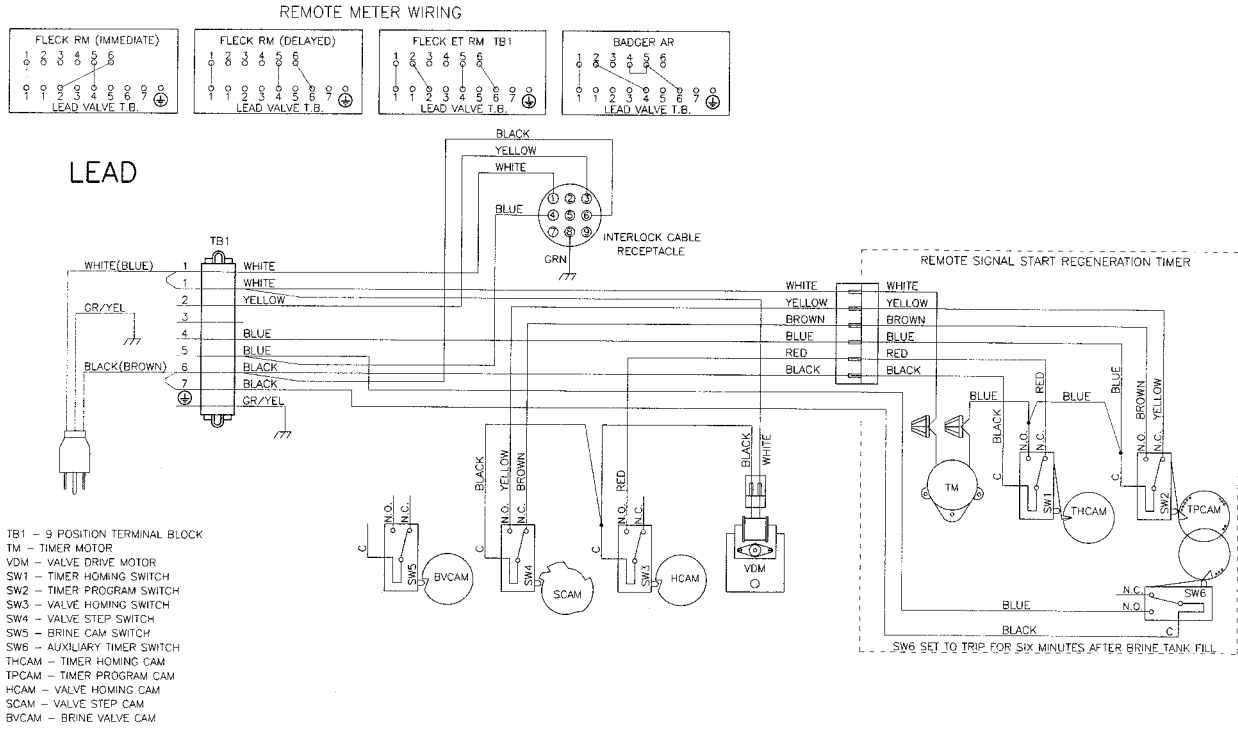 REMOTE METER WIRING
FLECK RM (IMMEDIATE)
1 2 3 4 5 6
1 1 2 3 4 5 6 7
LEAD VALVE T.B.
FLECK RM (DELAYED)
1 2 3 4 5 6
1 1 2 3 4 5 6 7
LEAD VALVE T.B.
FLECK ET RM TB1
1 2 3 4 5 6
1 1 2 3 4 5 6 7
LEAD VALVE T.B.
BADGER AR
1 2 3 4 5 6
1 1 2 3 4 5 6 7
LEAD VALVE T.B.
LEAD
BLACK
YELLOW
WHITE
BLUE
1 2 3
4 5 6
7 8 9
GRN
INTERLOCK CABLE
RECEPTACLE
TB1
WHITE(BLUE)
GR/YEL
BLACK(BROWN)
1 WHITE
1 WHITE
2 YELLOW
3
4 BLUE
5 BLUE
6 BLACK
7 BLACK
GR/YEL
REMOTE SIGNAL START REGENERATION TIMER
WHITE WHITE
YELLOW YELLOW
BROWN BROWN
BLUE BLUE
RED RED
BLACK BLACK
BLUE
BLACK
N.O.
RED
N.C.
BLUE
BLUE
BROWN
N.O.
YELLOW
N.C.
C
SW1
THCAM
C
SW2
TPCAM
TM
N.O.
N.C.
C
SW5
BVCAM
BLACK
YELLOW
N.O.
BROWN
N.C.
C
SW4
SCAM
RED
N.O.
N.C.
C
SW3
HCAM
BLACK
WHITE
VDM
N.C.
N.O.
SW6
C
BLUE
BLACK
SW6 SET TO TRIP FOR SIX MINUTES AFTER BRINE TANK FILL
TB1 – 9 POSITION TERMINAL BLOCK
TM – TIMER MOTOR
VDM – VALVE DRIVE MOTOR
SW1 – TIMER HOMING SWITCH
SW2 – TIMER PROGRAM SWITCH
SW3 – VALVE HOMING SWITCH
SW4 – VALVE STEP SWITCH
SW5 – BRINE CAM SWITCH
SW6 – AUXILIARY TIMER SWITCH
THCAM – TIMER HOMING CAM
TPCAM – TIMER PROGRAM CAM
HCAM – VALVE HOMING CAM
SCAM – VALVE STEP CAM
BVCAM – BRINE VALVE CAM